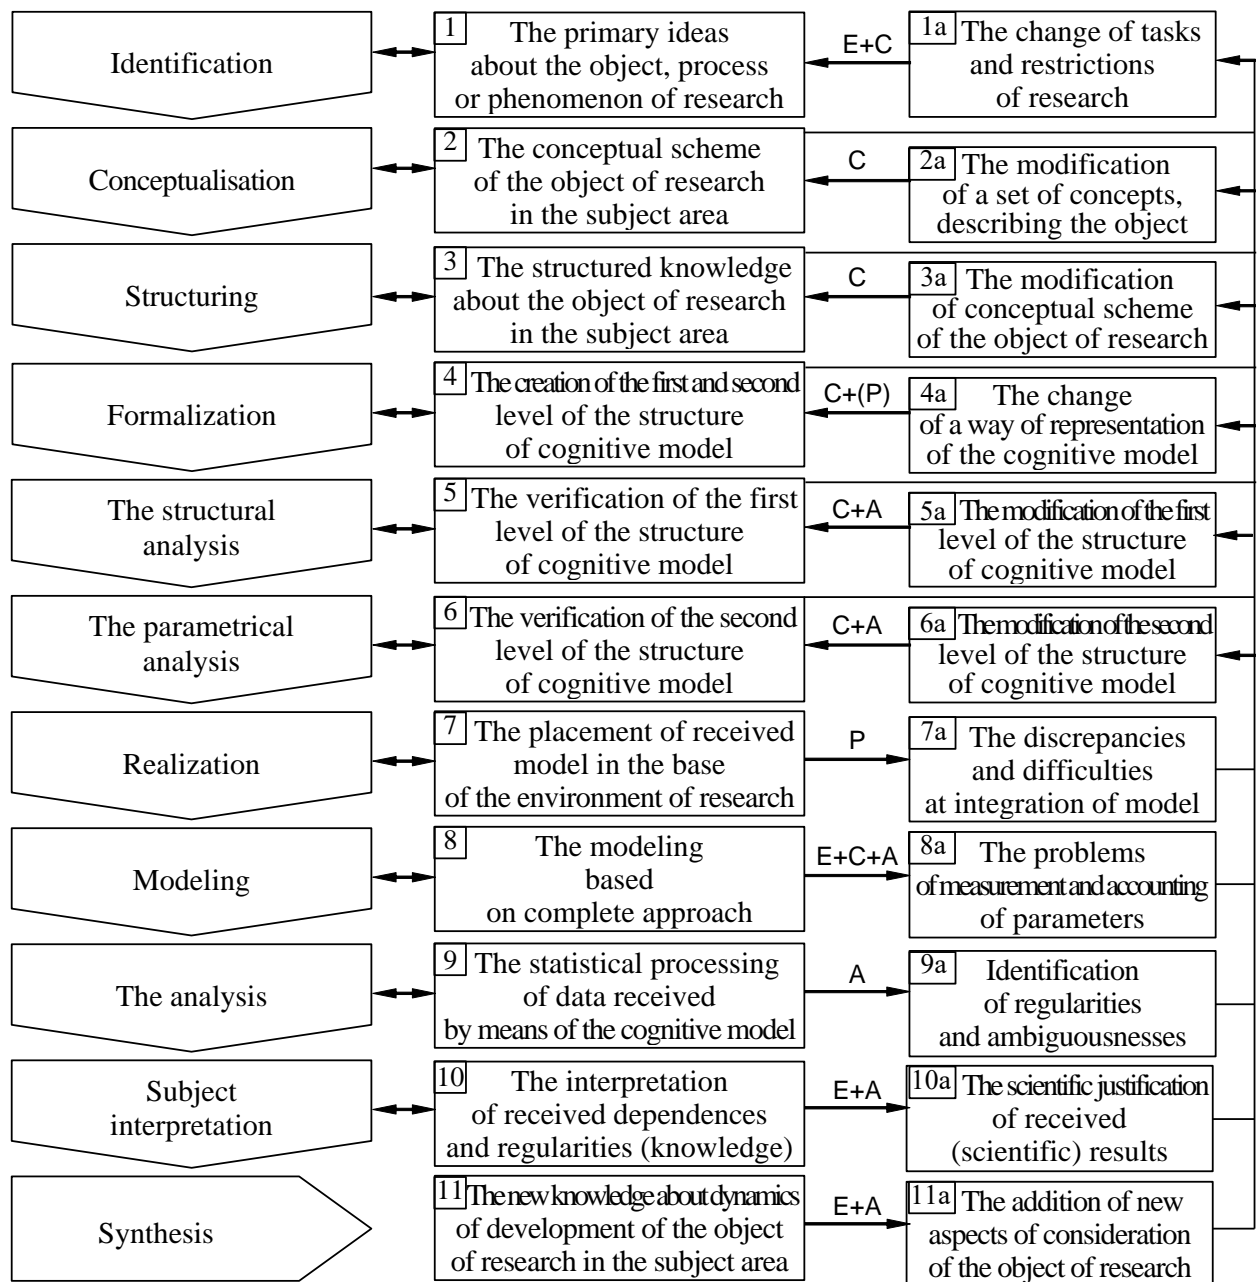 Identification
1 The primary ideas
about the object, process
or phenomenon of research
E+C
1a The change of tasks
and restrictions
of research
Conceptualisation
2 The conceptual scheme
of the object of research
in the subject area
C
2a The modification
of a set of concepts,
describing the object
Structuring
3 The structured knowledge
about the object of research
in the subject area
C
3a The modification
of conceptual scheme
of the object of research
Formalization
4 The creation of the first and second
level of the structure
of cognitive model
C+(P)
4a The change
of a way of representation
of the cognitive model
The structural
analysis
5 The verification of the first
level of the structure
of cognitive model
C+A
5a The modification of the first
level of the structure
of cognitive model
The parametrical
analysis
6 The verification of the second
level of the structure
of cognitive model
C+A
6a The modification of the second
level of the structure
of cognitive model
Realization
7 The placement of received
model in the base
of the environment of research
P
7a The discrepancies
and difficulties
at integration of model
Modeling
8 The modeling
based
on complete approach
E+C+A
8a The problems
of measurement and accounting
of parameters
The analysis
9 The statistical processing
of data received
by means of the cognitive model
A
9a Identification
of regularities
and ambiguousnesses
Subject
interpretation
10 The interpretation
of received dependences
and regularities (knowledge)
E+A
10a The scientific justification
of received
(scientific) results
Synthesis
11 The new knowledge about dynamics
of development of the object
of research in the subject area
E+A
11a The addition of new
aspects of consideration
of the object of research